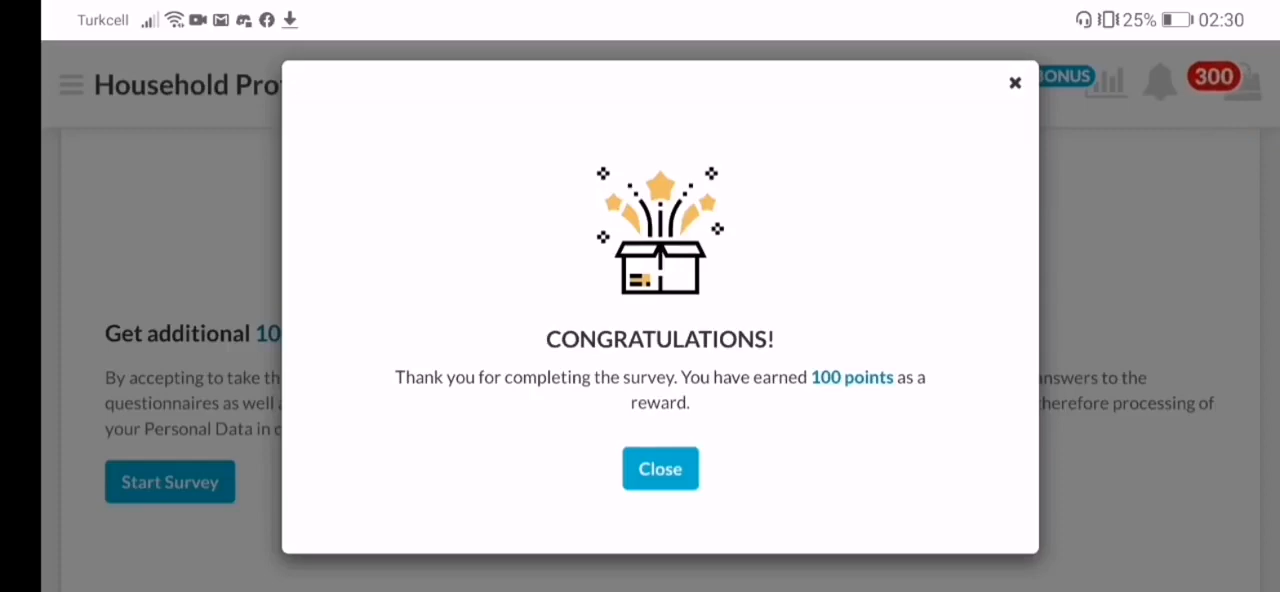 Turkcell 25% 02:30
Household Pro
BONUS
300
CONGRATULATIONS!
Thank you for completing the survey. You have earned 100 points as a
reward.
Close
Get additional 10
By accepting to take th
questionnaires as well
your Personal Data in
answers to the
therefore processing of
Start Survey